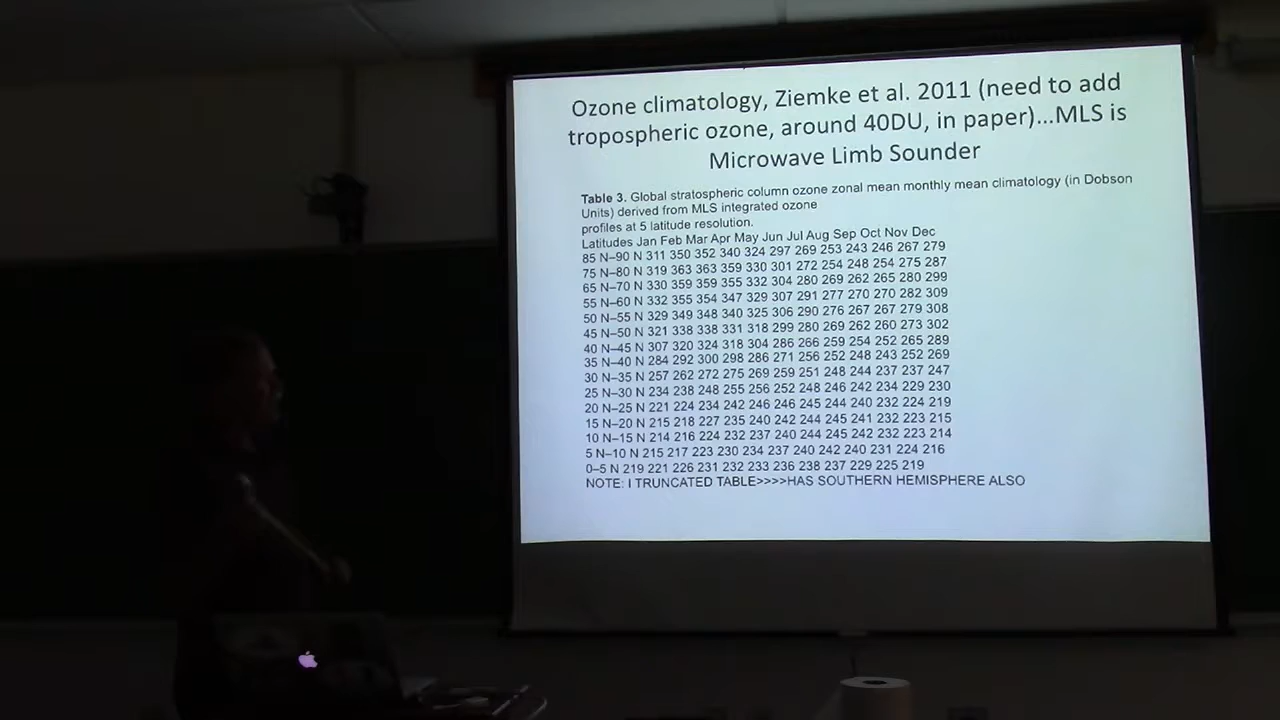 Ozone climatology, Ziemke et al. 2011 (need to add
tropospheric ozone, around 40DU, in paper)...MLS is
Microwave Limb Sounder
Table 3. Global stratospheric column ozone zonal mean monthly mean climatology (in Dobson
Units) derived from MLS integrated ozone
profiles at 5 latitude resolution.
Latitudes Jan Feb Mar Apr May Jun Jul Aug Sep Oct Nov Dec
85 N–90 N 311 350 352 340 324 297 269 253 243 246 267 279
75 N–80 N 319 363 363 359 330 301 272 254 248 254 275 287
65 N–70 N 330 359 359 355 332 304 280 269 262 265 280 299
55 N–60 N 332 355 354 347 329 307 291 277 270 270 282 309
50 N–55 N 329 349 348 340 325 306 290 276 267 267 279 308
45 N–50 N 321 338 338 331 318 299 280 269 262 260 273 302
40 N–45 N 307 320 324 318 304 286 266 259 254 252 265 289
35 N–40 N 284 292 300 298 286 271 256 252 248 243 252 269
30 N–35 N 257 262 272 275 269 259 251 248 244 237 237 247
25 N–30 N 234 238 248 255 256 252 248 246 242 234 229 230
20 N–25 N 221 224 234 242 246 246 245 244 240 232 224 219
15 N–20 N 215 218 227 235 240 242 244 245 241 232 223 215
10 N–15 N 214 216 224 232 237 240 244 245 242 232 223 214
5 N–10 N 215 217 223 230 234 237 240 242 240 231 224 216
0–5 N 219 221 226 231 232 233 236 238 237 229 225 219
NOTE: I TRUNCATED TABLE>>>>HAS SOUTHERN HEMISPHERE ALSO